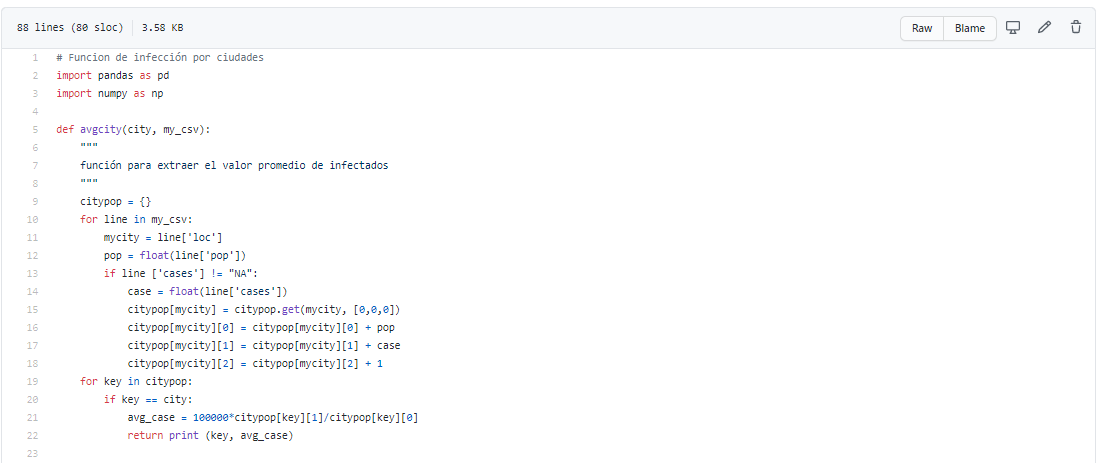 88 lines (80 sloc) 3.58 KB Raw Blame
1 # Funcion de infección por ciudades
2 import pandas as pd
3 import numpy as np
4
5 def avgcity(city, my_csv):
6     """
7     función para extraer el valor promedio de infectados
8     """
9     citypop = {}
10     for line in my_csv:
11         mycity = line['loc']
12         pop = float(line['pop'])
13         if line ['cases'] != "NA":
14             case = float(line['cases'])
15             citypop[mycity] = citypop.get(mycity, [0,0,0])
16             citypop[mycity][0] = citypop[mycity][0] + pop
17             citypop[mycity][1] = citypop[mycity][1] + case
18             citypop[mycity][2] = citypop[mycity][2] + 1
19     for key in citypop:
20         if key == city:
21             avg_case = 100000*citypop[key][1]/citypop[key][0]
22             return print (key, avg_case)
23